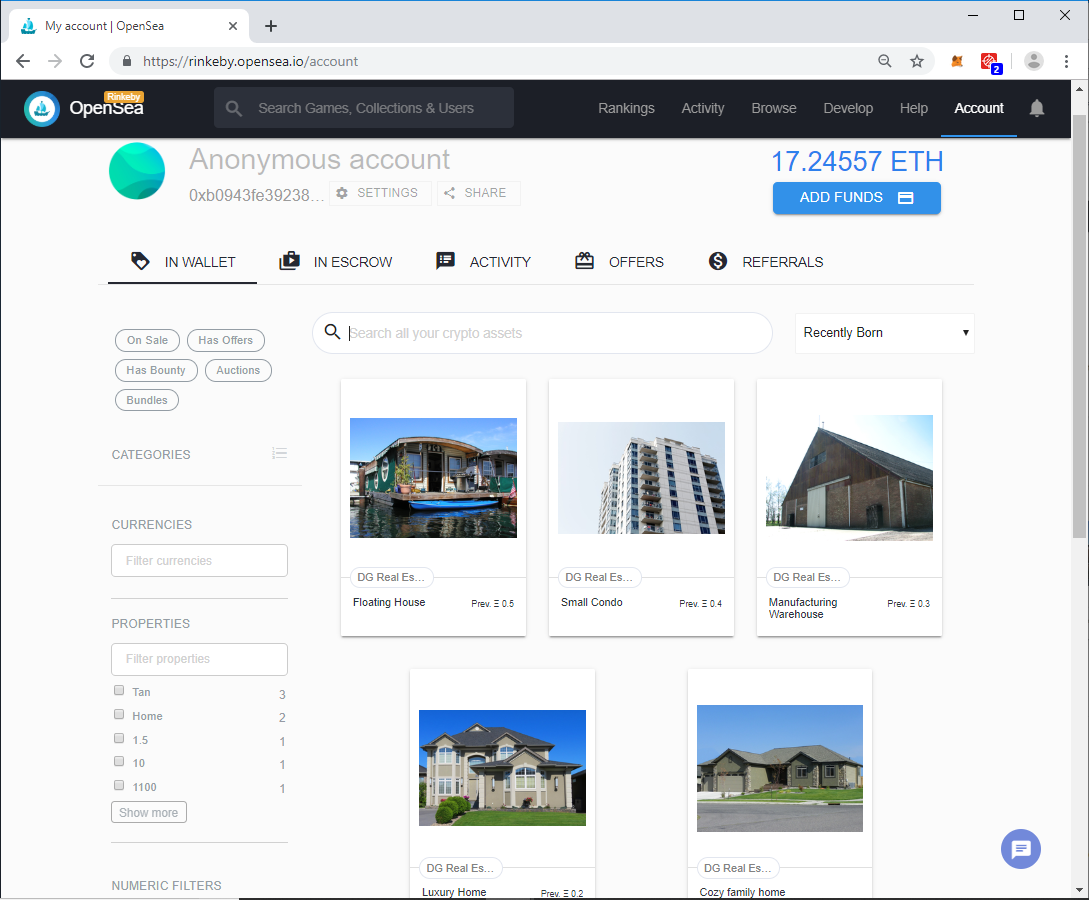 My account | OpenSea
https://rinkeby.opensea.io/account
2
Rinkeby
OpenSea
Search Games, Collections & Users
Rankings
Activity
Browse
Develop
Help
Account
Anonymous account
0xb0943fe39238...
SETTINGS
SHARE
17.24557 ETH
ADD FUNDS
IN WALLET
IN ESCROW
ACTIVITY
OFFERS
REFERRALS
On Sale
Has Offers
Has Bounty
Auctions
Bundles
CATEGORIES
CURRENCIES
Filter currencies
PROPERTIES
Filter properties
Tan 3
Home 2
1.5 1
10 1
1100 1
Show more
NUMERIC FILTERS
Search all your crypto assets
Recently Born
DG Real Es...
Floating House
Prev. Ξ 0.5
DG Real Es...
Small Condo
Prev. Ξ 0.4
DG Real Es...
Manufacturing
Warehouse
Prev. Ξ 0.3
DG Real Es...
Luxury Home
Prev. Ξ 0.2
DG Real Es...
Cozy family home